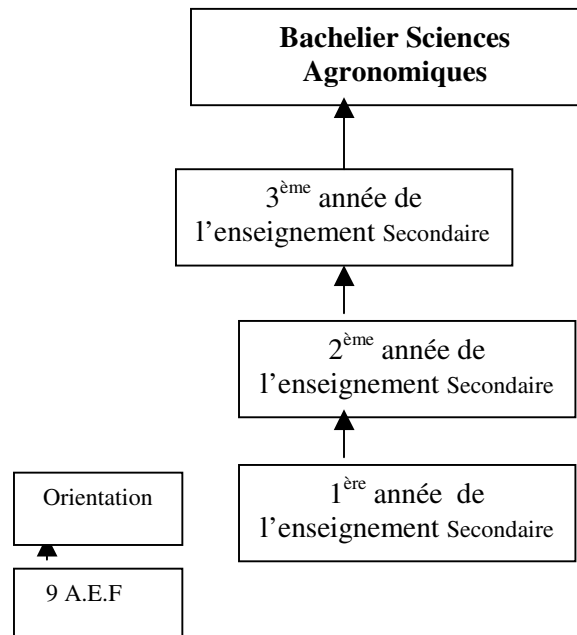 Bachelier Sciences
Agronomiques
3ème année de
l’enseignement Secondaire
2ème année de
l’enseignement Secondaire
1ère année de
l’enseignement Secondaire
Orientation
9 A.E.F